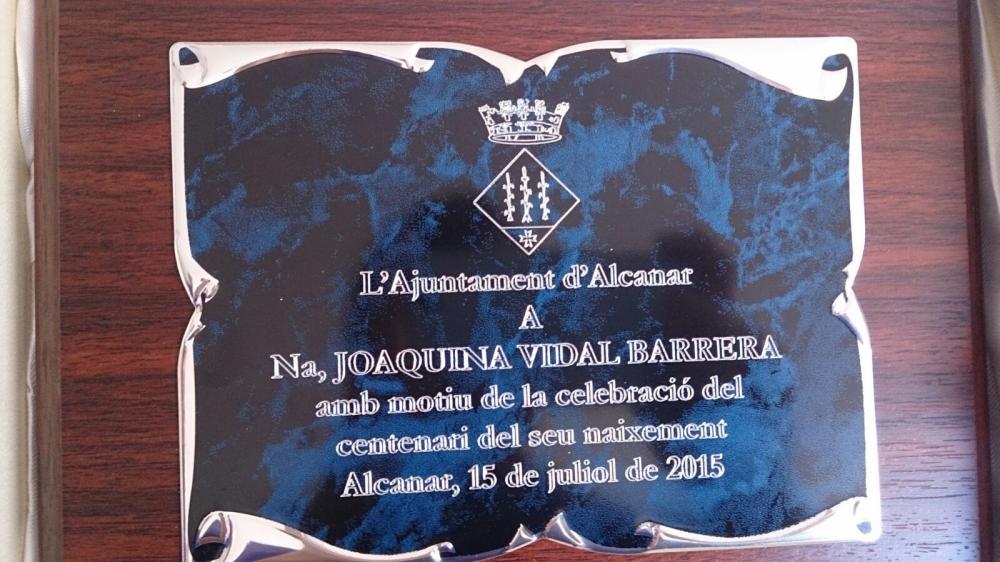 L'Ajuntament d'Alcanar
A
Na, JOAQUINA VIDAL BARRERA
amb motiu de la celebració del
centenari del seu naixement
Alcanar, 15 de juliol de 2015